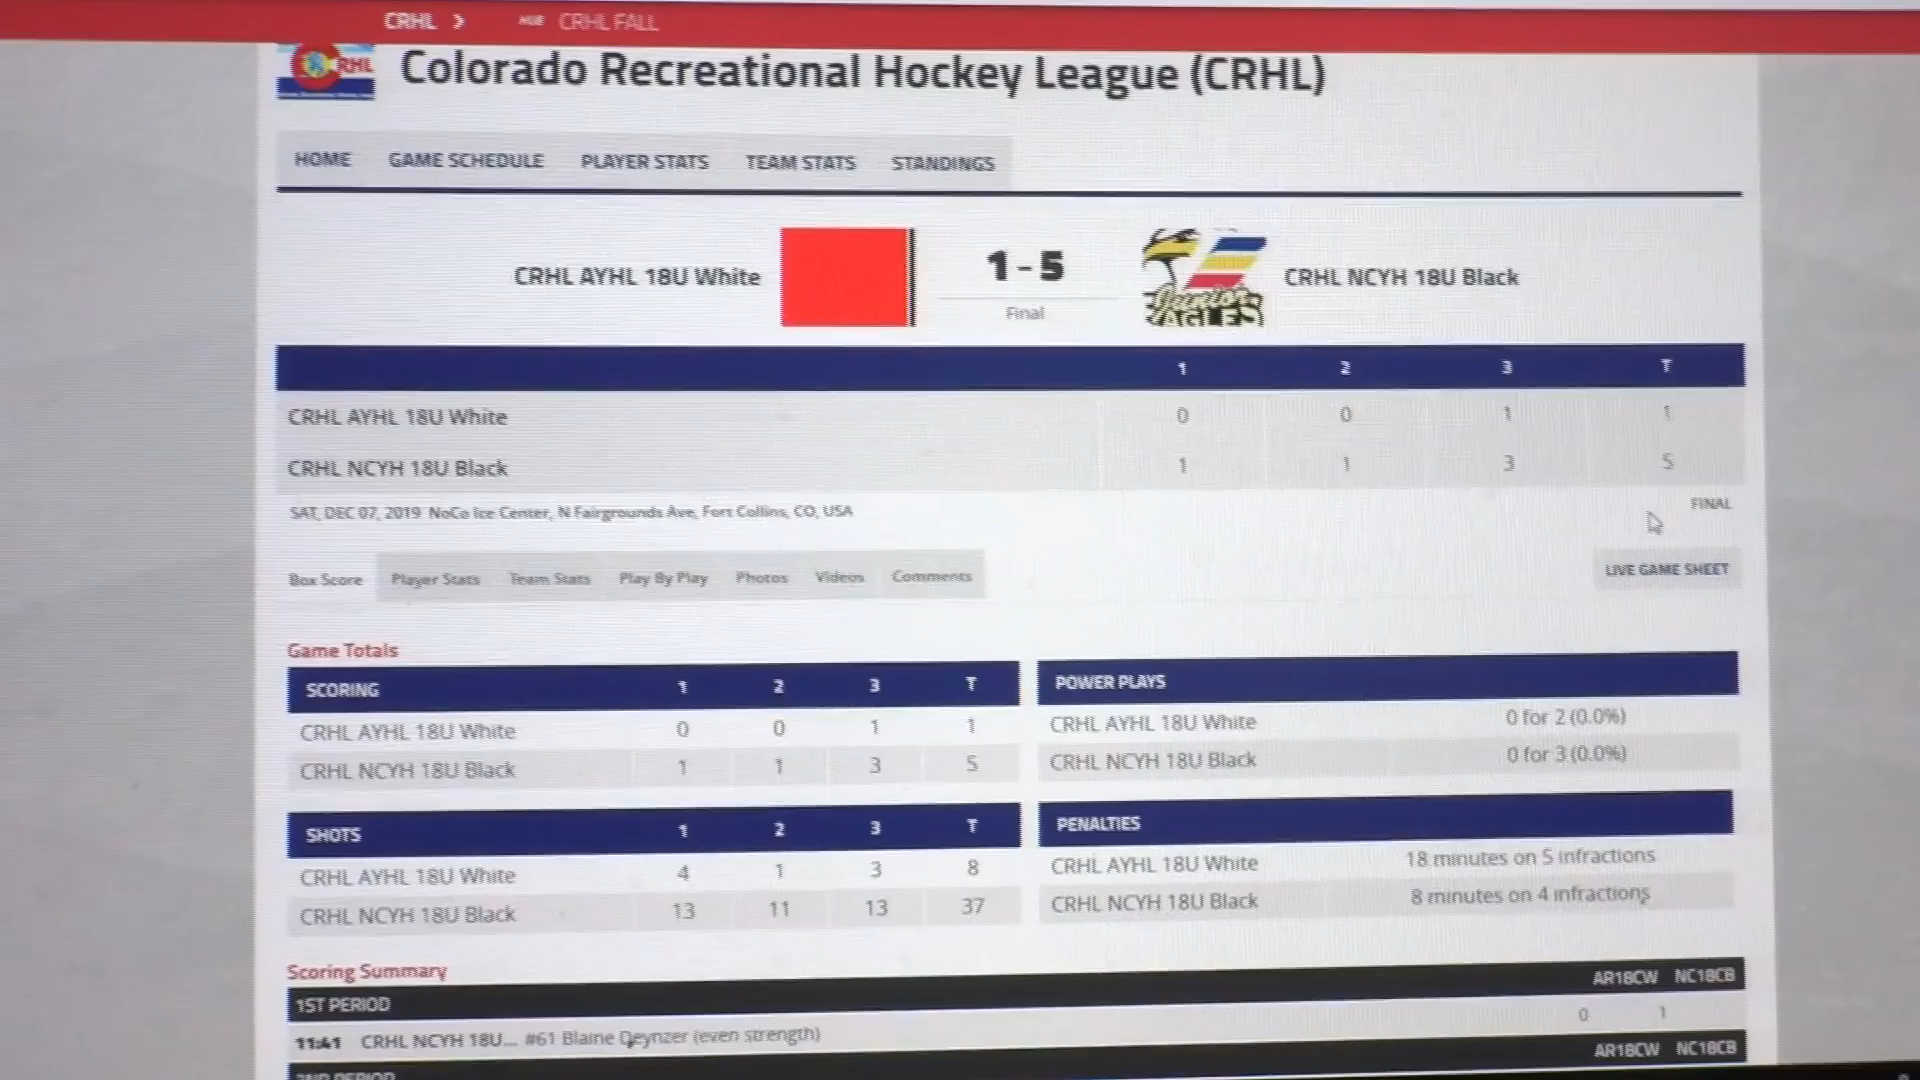 CRHL > HUB CRHL FALL
CRHL Colorado Recreational Hockey League (CRHL)
HOME GAME SCHEDULE PLAYER STATS TEAM STATS STANDINGS
CRHL AYHL 18U White 1 - 5 CRHL NCYH 18U Black
Final
Junior
EAGLES
1 2 3 T
CRHL AYHL 18U White 0 0 1 1
CRHL NCYH 18U Black 1 1 3 5
SAT, DEC 07, 2019 NoCo Ice Center, N Fairgrounds Ave, Fort Collins, CO, USA FINAL
Box Score Player Stats Team Stats Play By Play Photos Videos Comments LIVE GAME SHEET
Game Totals
SCORING 1 2 3 T
CRHL AYHL 18U White 0 0 1 1
CRHL NCYH 18U Black 1 1 3 5
POWER PLAYS
CRHL AYHL 18U White 0 for 2 (0.0%)
CRHL NCYH 18U Black 0 for 3 (0.0%)
SHOTS 1 2 3 T
CRHL AYHL 18U White 4 1 3 8
CRHL NCYH 18U Black 13 11 13 37
PENALTIES
CRHL AYHL 18U White 18 minutes on 5 infractions
CRHL NCYH 18U Black 8 minutes on 4 infractions
Scoring Summary
1ST PERIOD AR18CW NC18CB
11:41 CRHL NCYH 18U... #61 Blaine Deynzer (even strength) 0 1
2ND PERIOD AR18CW NC18CB